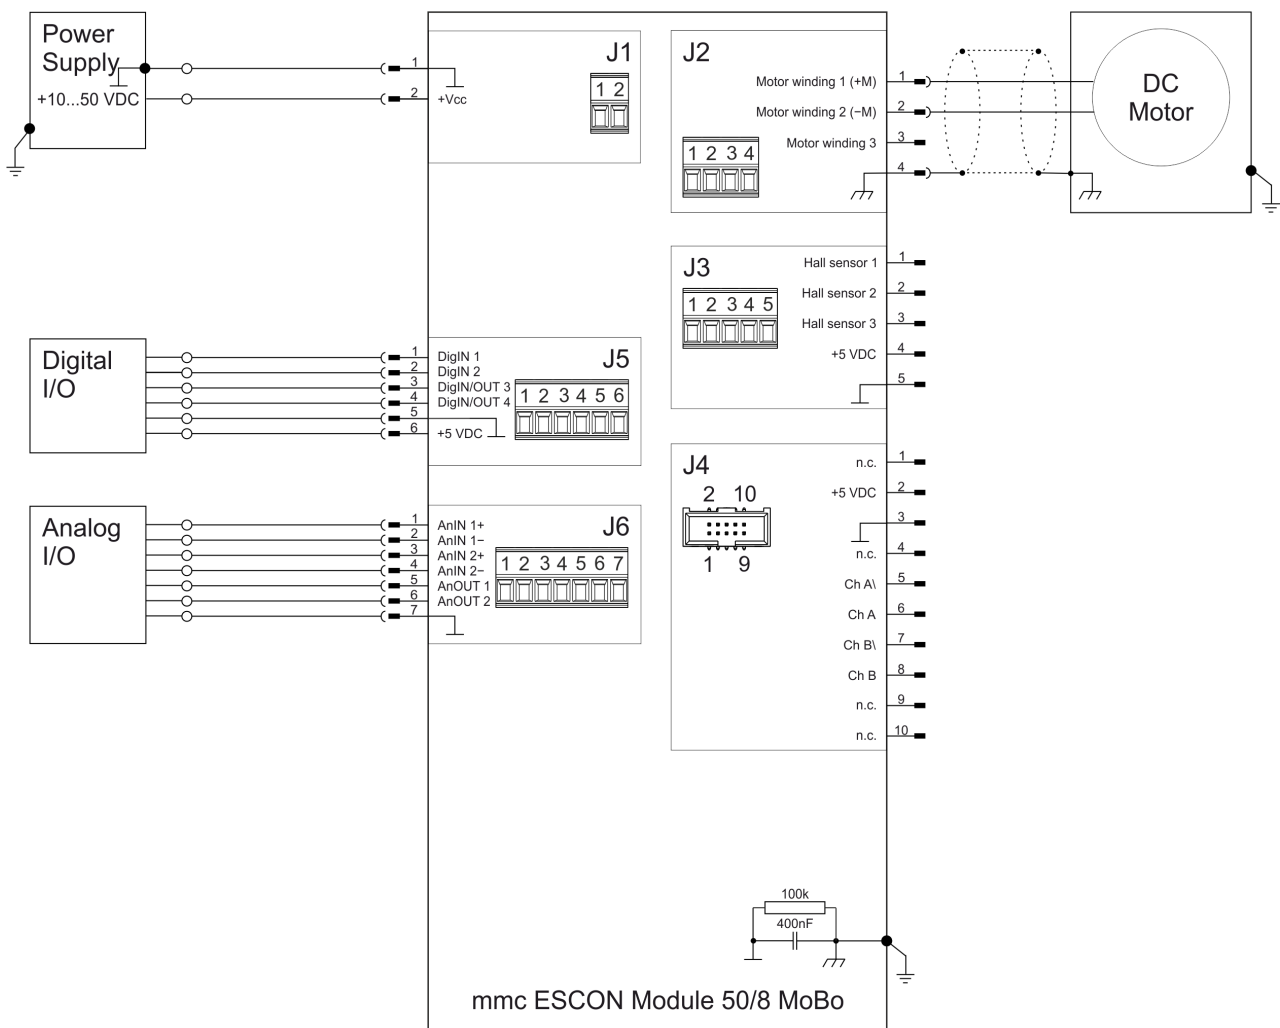 Power
Supply
+10...50 VDC
1
2
+Vcc
J1
1 2
J2
1 2 3 4
Motor winding 1 (+M)
1
Motor winding 2 (−M)
2
Motor winding 3
3
4
DC
Motor
J3
1 2 3 4 5
Hall sensor 1
1
Hall sensor 2
2
Hall sensor 3
3
+5 VDC
4
5
Digital
I/O
1
DigIN 1
2
DigIN 2
3
DigIN/OUT 3
4
DigIN/OUT 4
5
6
+5 VDC
J5
1 2 3 4 5 6
J4
2 10
1 9
n.c.
1
+5 VDC
2
3
n.c.
4
Ch A\
5
Ch A
6
Ch B\
7
Ch B
8
n.c.
9
n.c.
10
Analog
I/O
1
AnIN 1+
2
AnIN 1−
3
AnIN 2+
4
AnIN 2−
5
AnOUT 1
6
AnOUT 2
7
J6
1 2 3 4 5 6 7
100k
400nF
mmc ESCON Module 50/8 MoBo